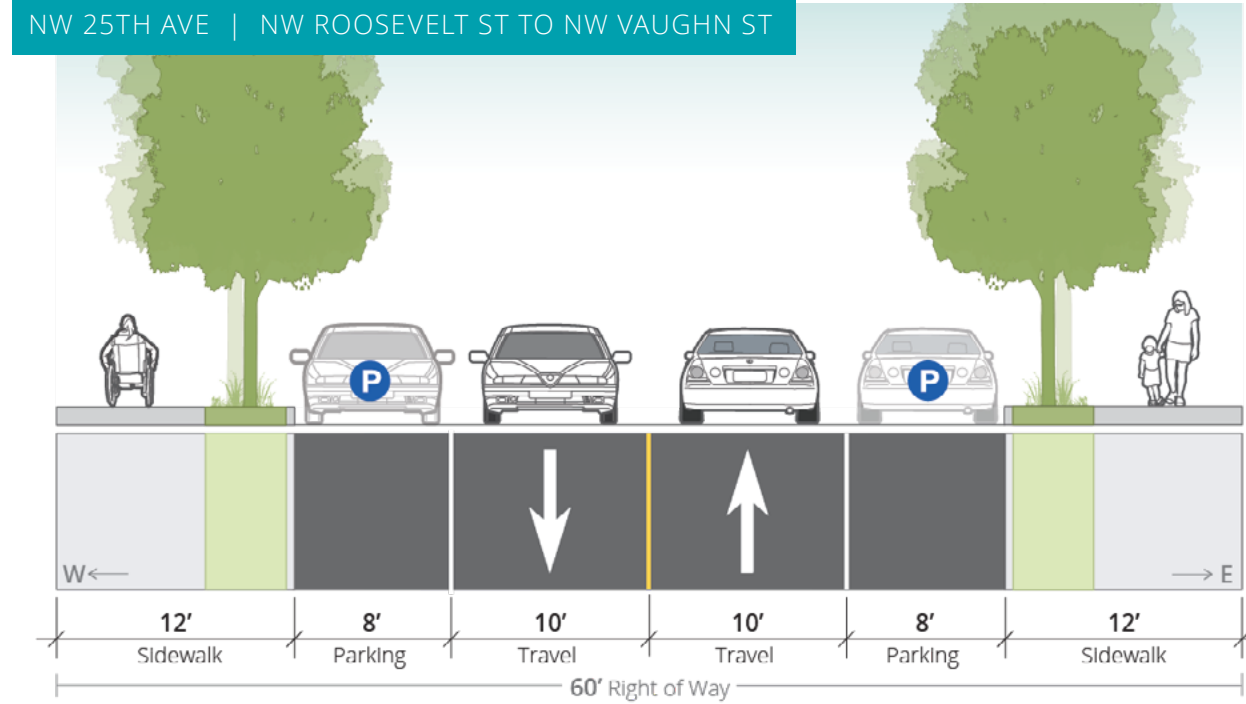 NW 25TH AVE | NW ROOSEVELT ST TO NW VAUGHN ST
P
P
W
E
12’
8’
10’
10’
8’
12’
Sidewalk
Parking
Travel
Travel
Parking
Sidewalk
60’ Right of Way